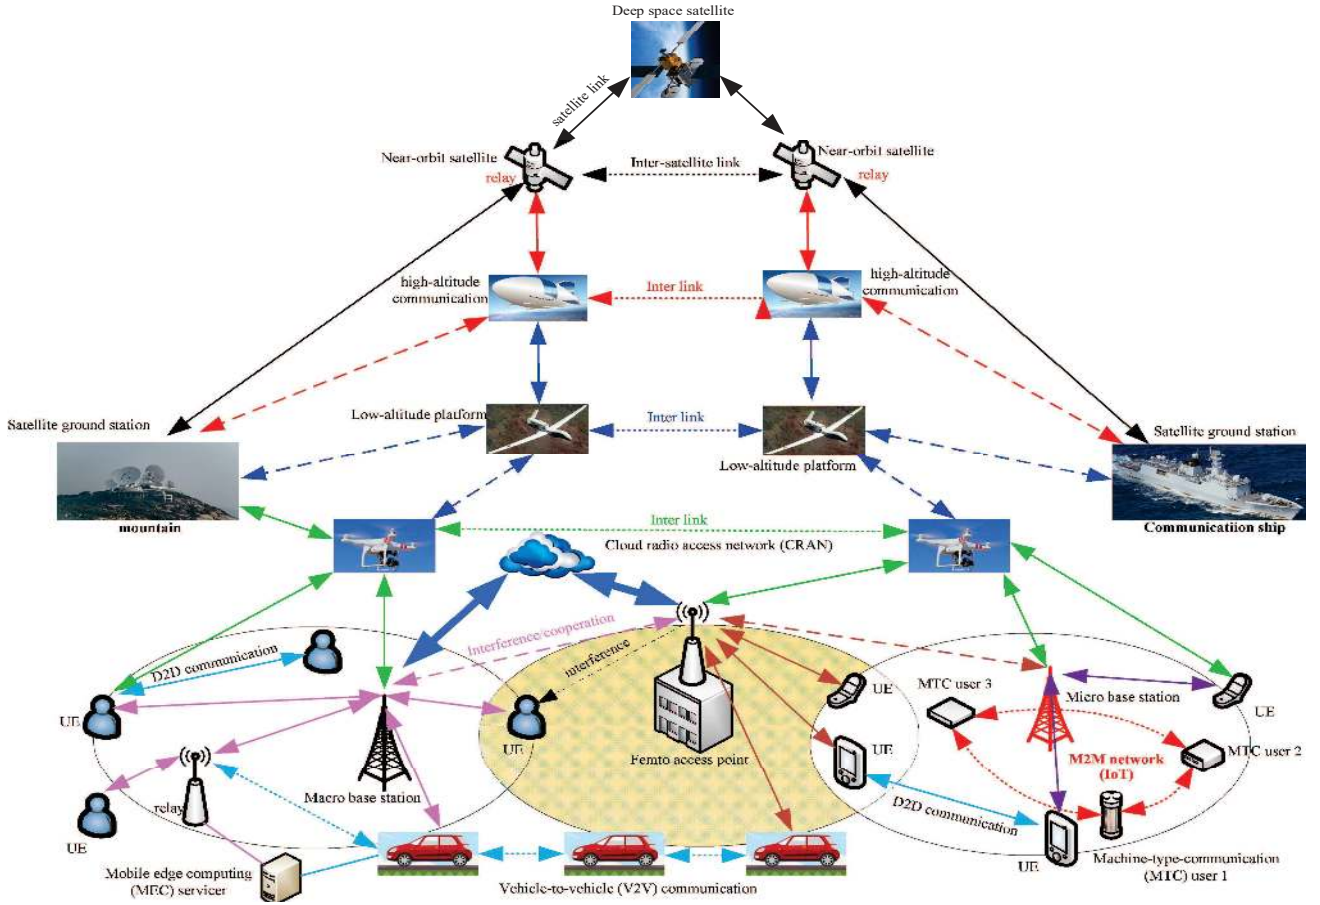 Deep space satellite
satellite link
Near-orbit satellite
relay
Inter-satellite link
Near-orbit satellite
relay
high-altitude
communication
Inter link
high-altitude
communication
Low-altitude platform
Inter link
Low-altitude platform
Satellite ground station
mountain
Satellite ground station
Communicatiion ship
Inter link
Cloud radio access network (CRAN)
Interference/cooperation
interference
D2D communication
UE
UE
UE
MTC user 3
Micro base station
UE
UE
MTC user 2
Femto access point
M2M network
(IoT)
Macro base station
relay
UE
D2D communication
UE
Mobile edge computing
(MEC) servicer
Vehicle-to-vehicle (V2V) communication
Machine-type-communication
(MTC) user 1